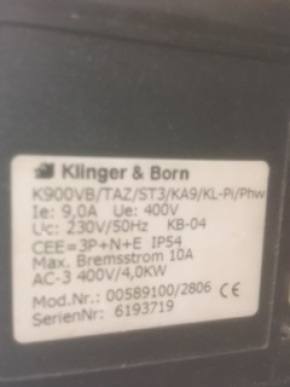 Klinger & Born
K900VB/TAZ/ST3/KA9/KL-Pi/Phw
Ie: 9,0A Ue: 400V
Uc: 230V/50Hz KB-04
CEE=3P+N+E IP54
Max. Bremsstrom 10A
AC-3 400V/4,0KW
Mod.Nr.: 00589100/2806 CE
SerienNr: 6193719